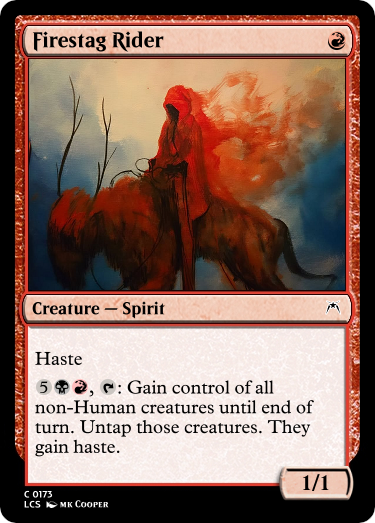 Firestag Rider
Creature — Spirit
Haste
5, : Gain control of all
non-Human creatures until end of
turn. Untap those creatures. They
gain haste.
1/1
C 0173
LCS MK COOPER